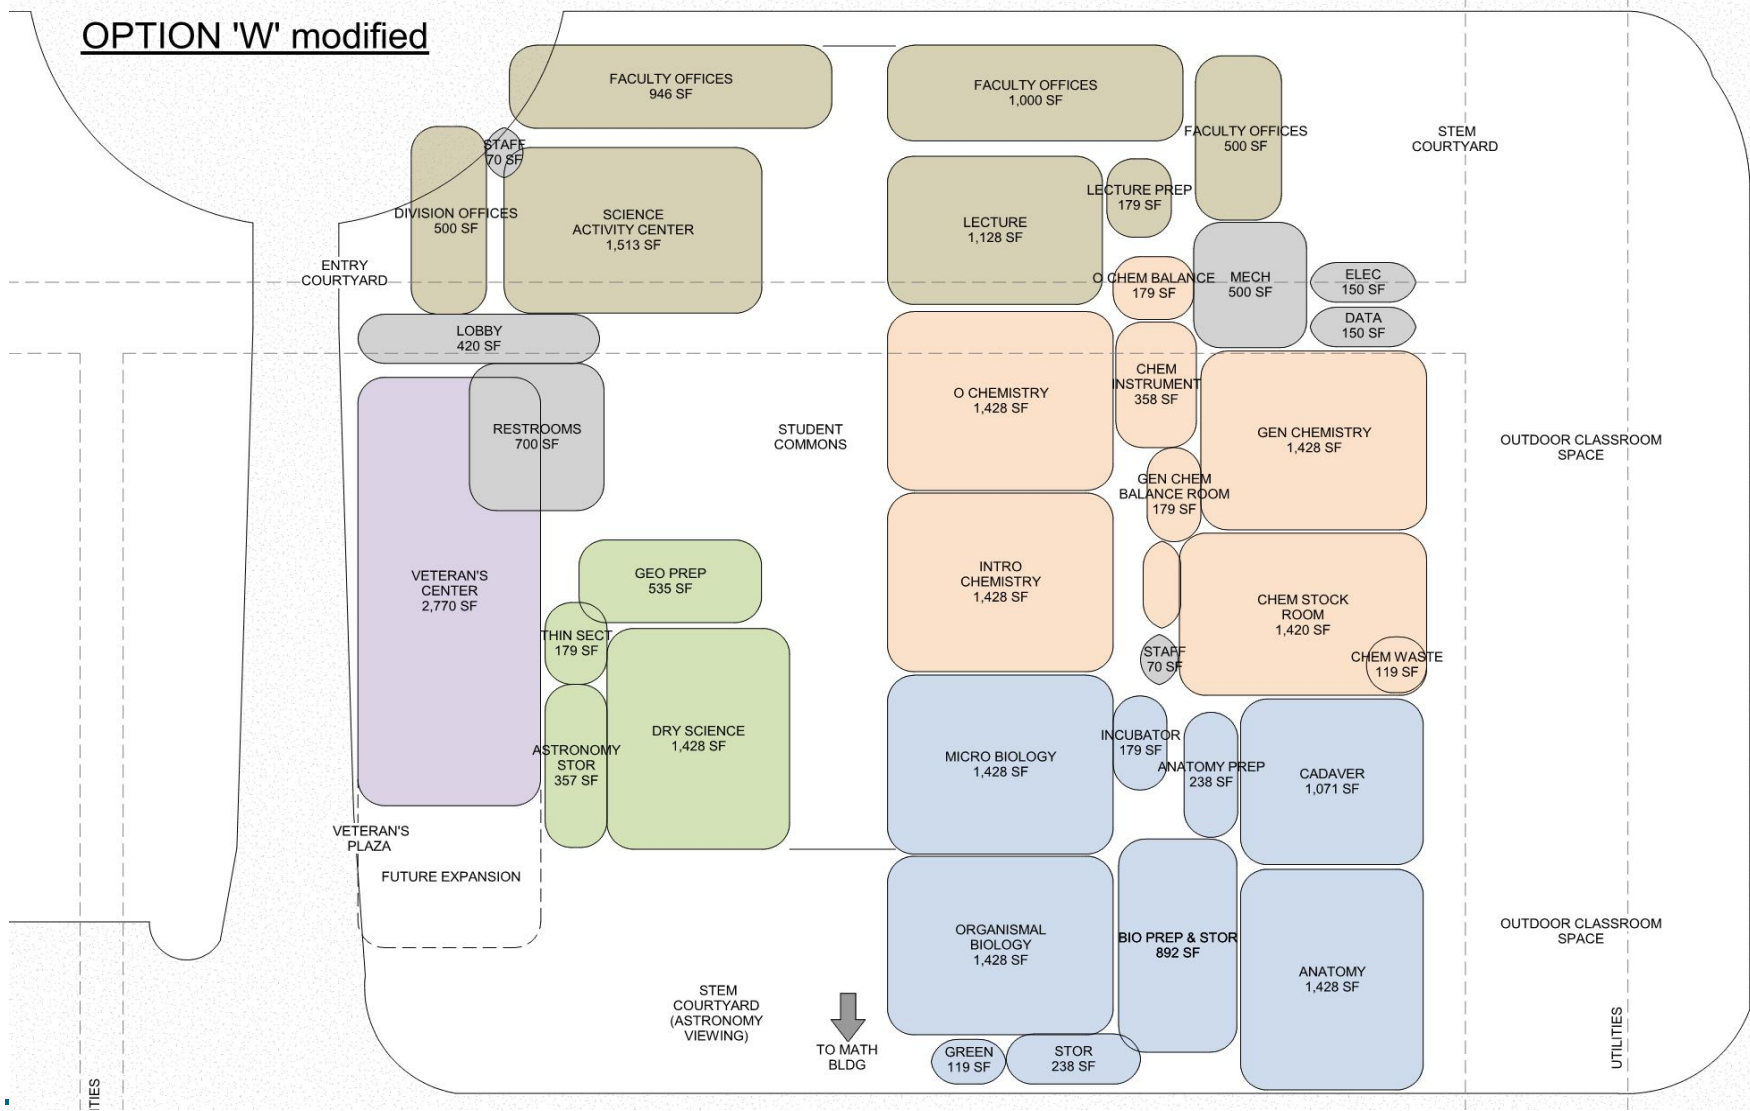 OPTION 'W' modified
FACULTY OFFICES
946 SF
FACULTY OFFICES
1,000 SF
FACULTY OFFICES
500 SF
STEM
COURTYARD
STAFF
70 SF
DIVISION OFFICES
500 SF
SCIENCE
ACTIVITY CENTER
1,513 SF
LECTURE
1,128 SF
LECTURE PREP
179 SF
ENTRY
COURTYARD
O CHEM BALANCE
179 SF
MECH
500 SF
ELEC
150 SF
DATA
150 SF
LOBBY
420 SF
RESTROOMS
700 SF
STUDENT
COMMONS
O CHEMISTRY
1,428 SF
CHEM
INSTRUMENT
358 SF
GEN CHEMISTRY
1,428 SF
OUTDOOR CLASSROOM
SPACE
GEN CHEM
BALANCE ROOM
179 SF
VETERAN'S
CENTER
2,770 SF
GEO PREP
535 SF
INTRO
CHEMISTRY
1,428 SF
CHEM STOCK
ROOM
1,420 SF
THIN SECT
179 SF
STAFF
70 SF
CHEM WASTE
119 SF
ASTRONOMY
STOR
357 SF
DRY SCIENCE
1,428 SF
MICRO BIOLOGY
1,428 SF
INCUBATOR
179 SF
ANATOMY PREP
238 SF
CADAVER
1,071 SF
VETERAN'S
PLAZA
FUTURE EXPANSION
ORGANISMAL
BIOLOGY
1,428 SF
BIO PREP & STOR
892 SF
OUTDOOR CLASSROOM
SPACE
ANATOMY
1,428 SF
STEM
COURTYARD
(ASTRONOMY
VIEWING)
TO MATH
BLDG
GREEN
119 SF
STOR
238 SF
UTILITIES
TIES